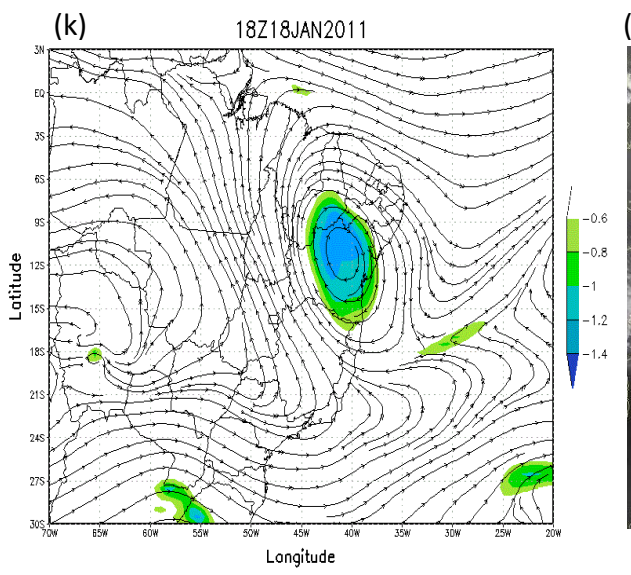 (k)
18Z18JAN2011
(
3N
EQ
3S
6S
9S
12S
15S
18S
21S
24S
27S
30S
Latitude
70W 65W 60W 55W 50W 45W 40W 35W 30W 25W 20W
Longitude
-0.6
-0.8
-1
-1.2
-1.4